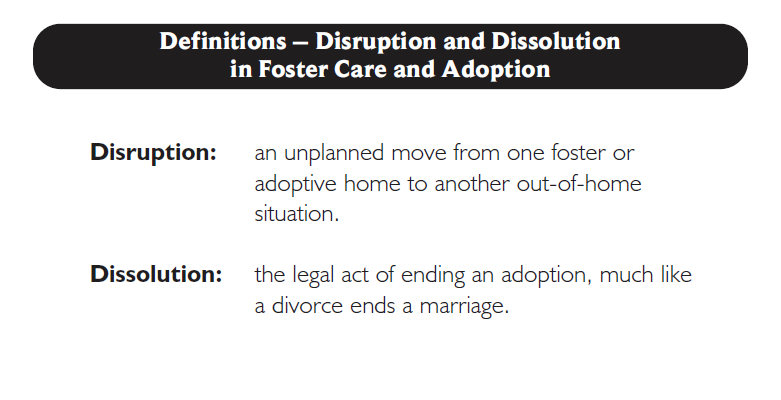 Definitions – Disruption and Dissolution
in Foster Care and Adoption
Disruption: an unplanned move from one foster or
adoptive home to another out-of-home
situation.
Dissolution: the legal act of ending an adoption, much like
a divorce ends a marriage.